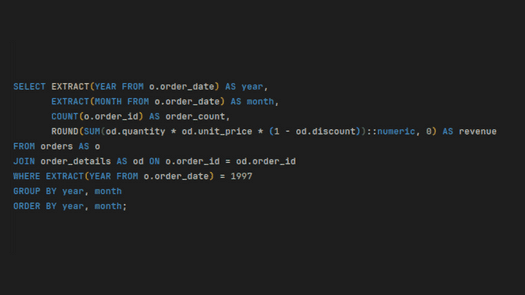 SELECT EXTRACT(YEAR FROM o.order_date) AS year,
EXTRACT(MONTH FROM o.order_date) AS month,
COUNT(o.order_id) AS order_count,
ROUND(SUM(od.quantity * od.unit_price * (1 - od.discount))::numeric, 0) AS revenue
FROM orders AS o
JOIN order_details AS od ON o.order_id = od.order_id
WHERE EXTRACT(YEAR FROM o.order_date) = 1997
GROUP BY year, month
ORDER BY year, month;